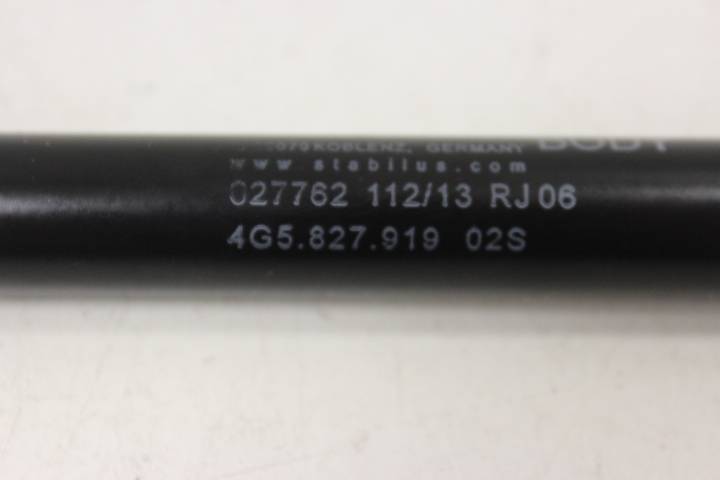 KOBLENZ, GERMANY
www.stabilus.com
027762 112/13 RJ06
4G5.827.919 02S